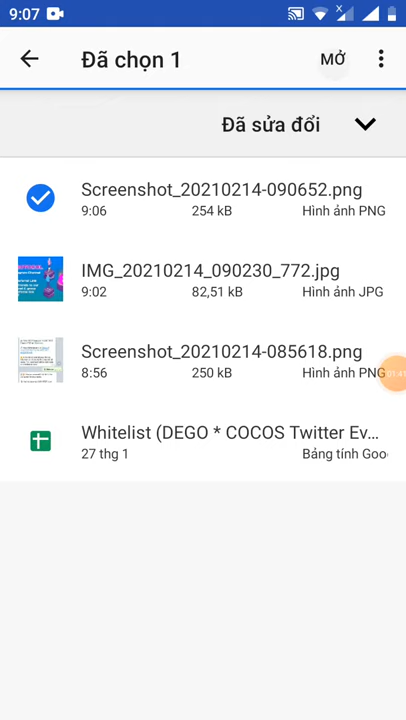 9:07
Đã chọn 1
MỞ
Đã sửa đổi
Screenshot_20210214-090652.png
9:06 254 kB Hình ảnh PNG
IMG_20210214_090230_772.jpg
9:02 82,51 kB Hình ảnh JPG
Screenshot_20210214-085618.png
8:56 250 kB Hình ảnh PNG
01:41
Whitelist (DEGO * COCOS Twitter Ev...
27 thg 1 Bảng tính Goo